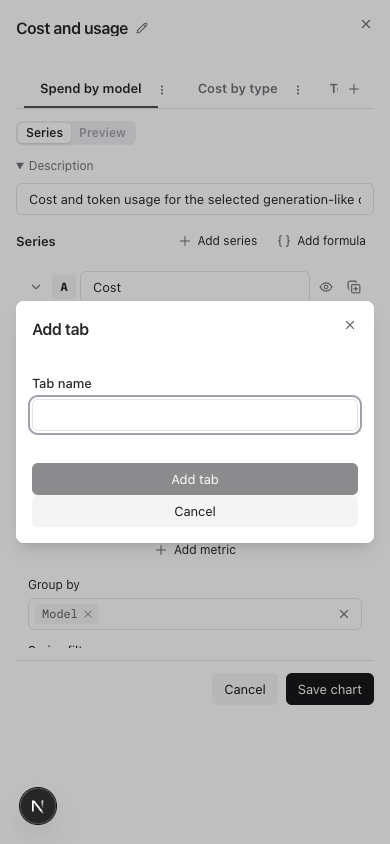 Cost and usage
Spend by model
Cost by type
Series
Preview
Description
Cost and token usage for the selected generation-like
Series
Add series
{ } Add formula
A
Cost
Add tab
Tab name
Add tab
Cancel
Add metric
Group by
Model
Cancel
Save chart
N